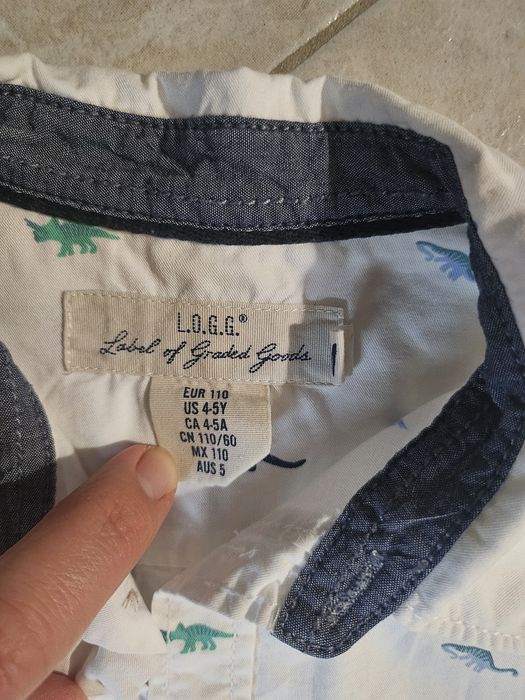 L.O.G.G.®
Label of Graded Goods
EUR 110
US 4-5Y
CA 4-5A
CN 110/60
MX 110
AUS 5